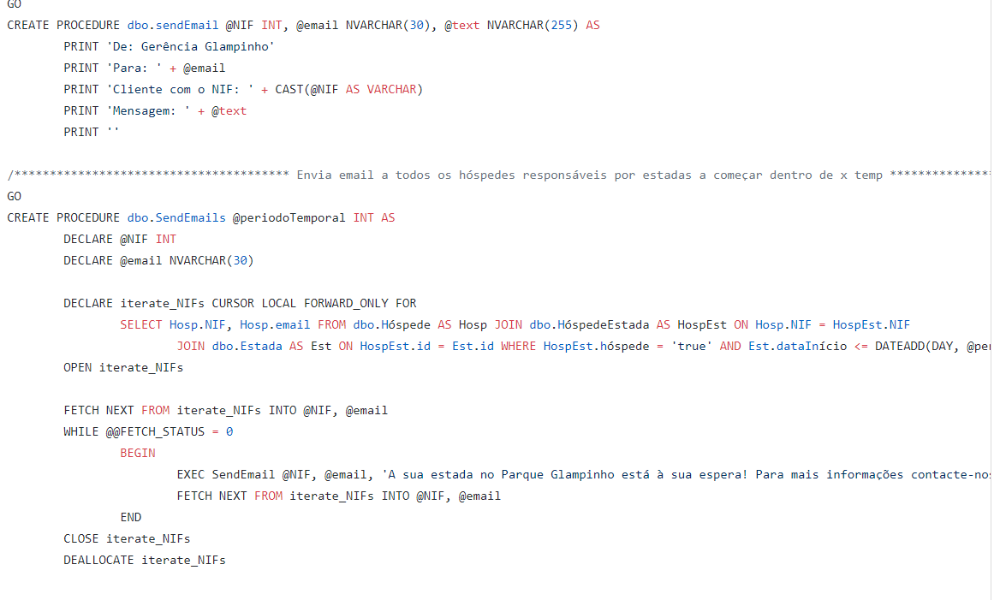 GO
CREATE PROCEDURE dbo.sendEmail @NIF INT, @email NVARCHAR(30), @text NVARCHAR(255) AS
PRINT 'De: Gerência Glampinho'
PRINT 'Para: ' + @email
PRINT 'Cliente com o NIF: ' + CAST(@NIF AS VARCHAR)
PRINT 'Mensagem: ' + @text
PRINT ''
/*************************************** Envia email a todos os hóspedes responsáveis por estadas a começar dentro de x temp ***************
GO
CREATE PROCEDURE dbo.SendEmails @periodoTemporal INT AS
DECLARE @NIF INT
DECLARE @email NVARCHAR(30)
DECLARE iterate_NIFs CURSOR LOCAL FORWARD_ONLY FOR
SELECT Hosp.NIF, Hosp.email FROM dbo.Hóspede AS Hosp JOIN dbo.HóspedeEstada AS HospEst ON Hosp.NIF = HospEst.NIF
JOIN dbo.Estada AS Est ON HospEst.id = Est.id WHERE HospEst.hóspede = 'true' AND Est.dataInício <= DATEADD(DAY,
OPEN iterate_NIFs
FETCH NEXT FROM iterate_NIFs INTO @NIF, @email
WHILE @@FETCH_STATUS = 0
BEGIN
EXEC SendEmail @NIF, @email, 'A sua estada no Parque Glampinho está à sua espera! Para mais informações
FETCH NEXT FROM iterate_NIFs INTO @NIF, @email
END
CLOSE iterate_NIFs
DEALLOCATE iterate_NIFs